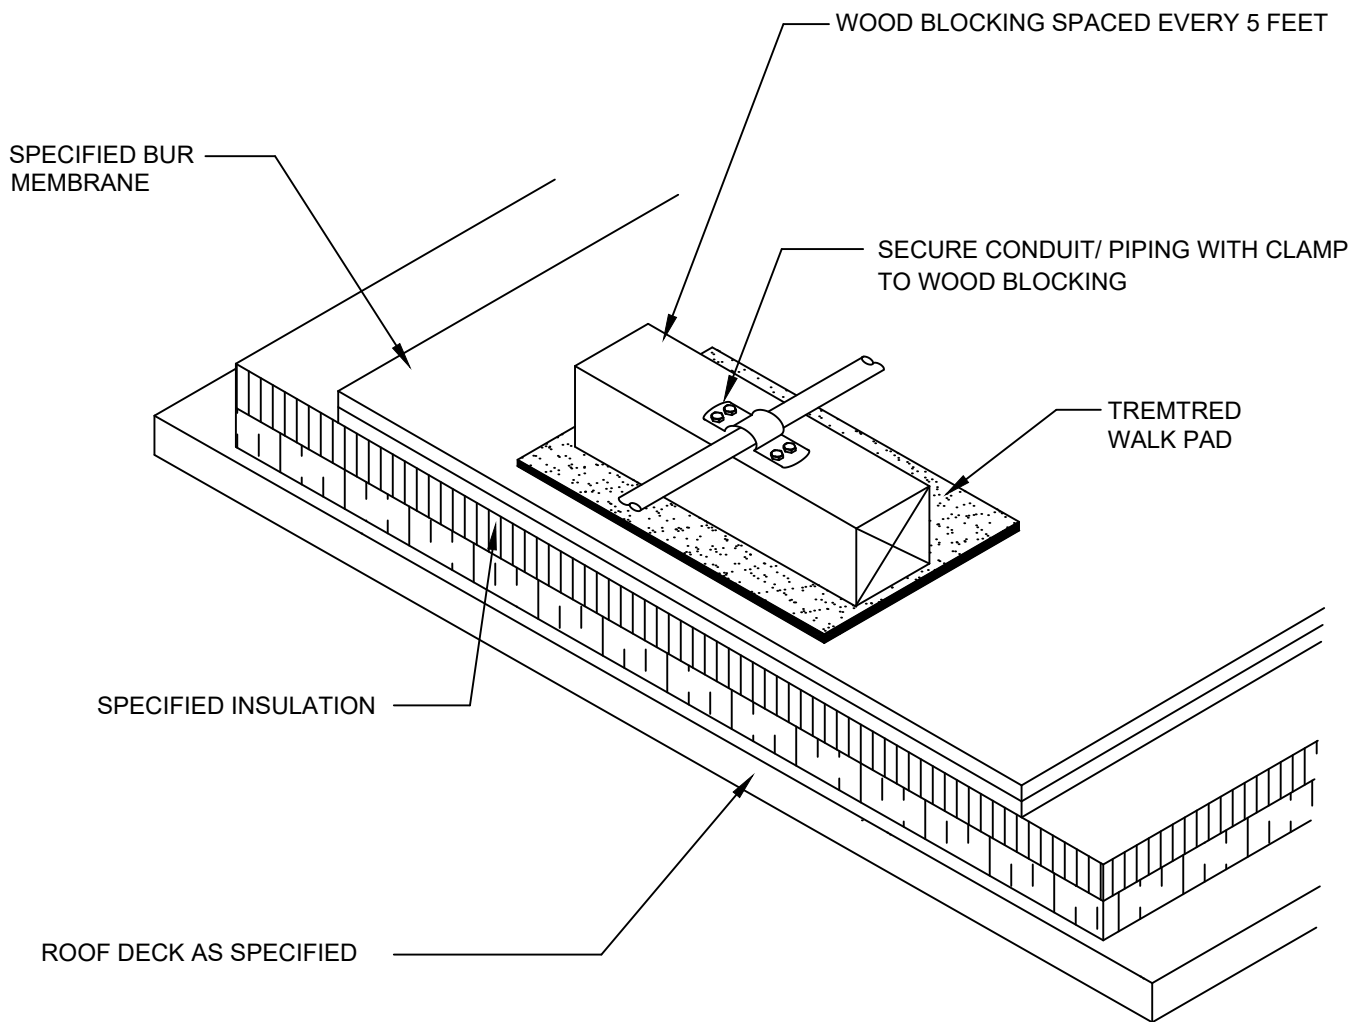 WOOD BLOCKING SPACED EVERY 5 FEET
SPECIFIED BUR
MEMBRANE
SECURE CONDUIT/ PIPING WITH CLAMP
TO WOOD BLOCKING
TREMTRED
WALK PAD
SPECIFIED INSULATION
ROOF DECK AS SPECIFIED